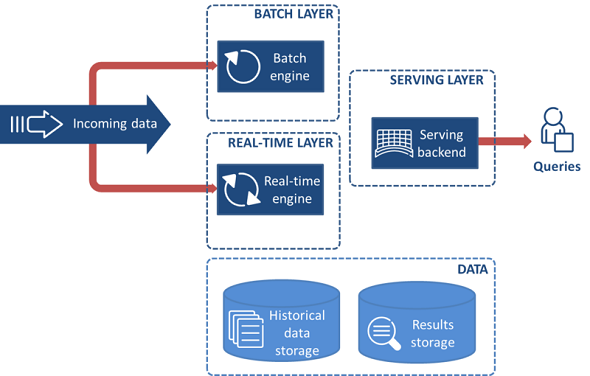 BATCH LAYER
Batch
engine
Incoming data
REAL-TIME LAYER
Real-time
engine
SERVING LAYER
Serving
backend
Queries
DATA
Historical
data
storage
Results
storage